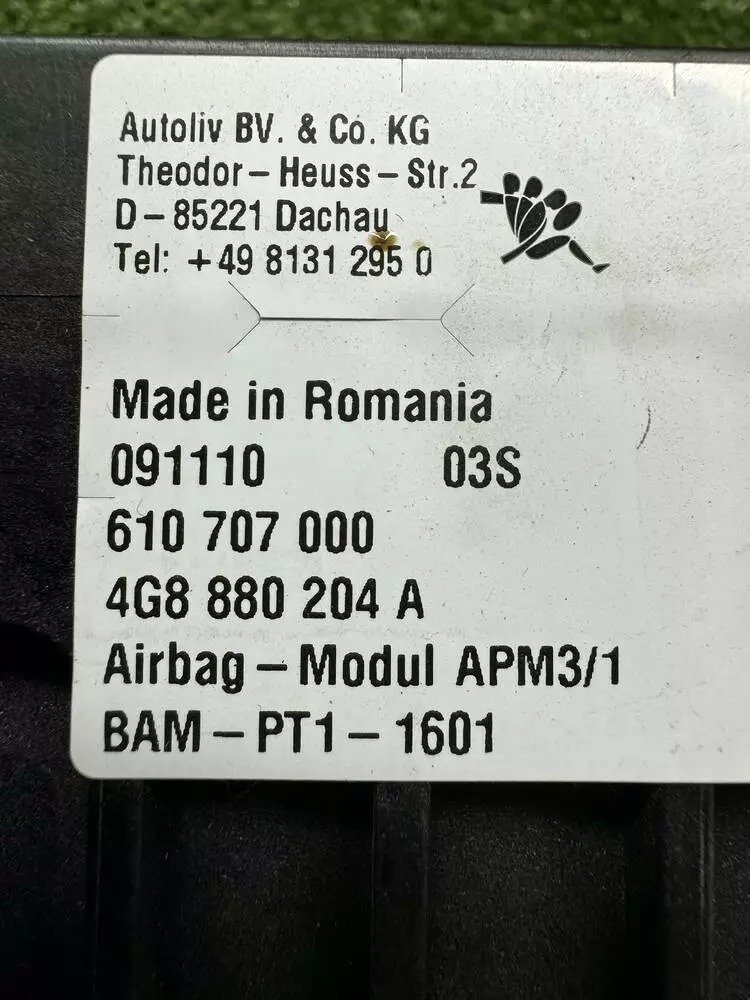 Autoliv BV. & Co. KG
Theodor-Heuss-Str.2
D-85221 Dachau
Tel: +49 8131 295 0
Made in Romania
091110 03S
610 707 000
4G8 880 204 A
Airbag-Modul APM3/1
BAM-PT1-1601